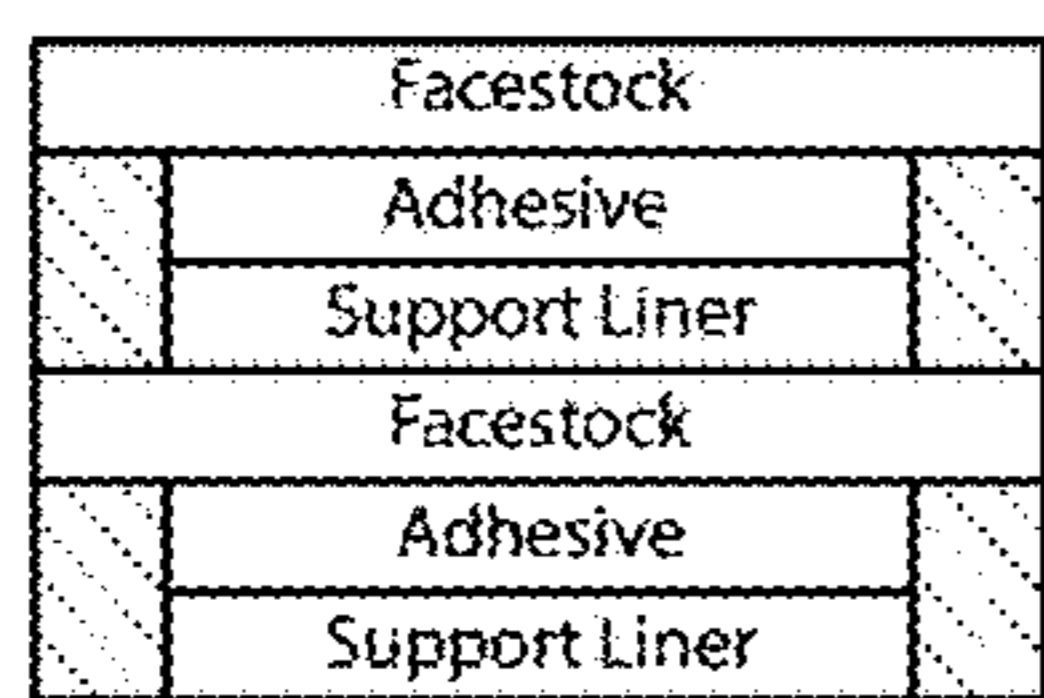 Facestock
Adhesive
Support Liner
Facestock
Adhesive
Support Liner